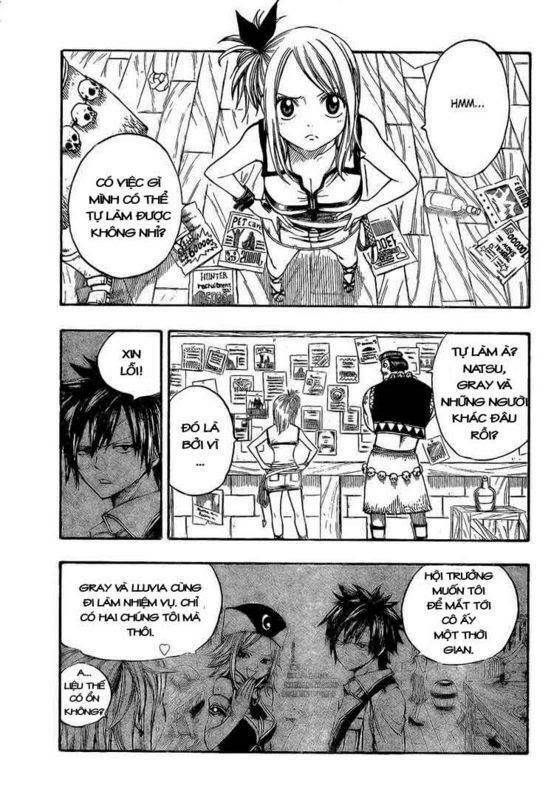 HMM...
CÓ VIỆC GÌ
MÌNH CÓ THỂ
TỰ LÀM ĐƯỢC
KHÔNG NHỈ?
PET
HUNTER
recruitment
TỰ LÀM À?
NATSU,
GRAY VÀ
NHỮNG NGƯỜI
KHÁC ĐÂU
RỒI?
ĐÓ LÀ
BỞI VÌ
...
XIN
LỖI!
HỘI TRƯỞNG
MUỐN TÔI
ĐỂ MẮT TỚI
CÔ ẤY
MỘT THỜI
GIAN.
GRAY VÀ LLUVIA CÙNG
ĐI LÀM NHIỆM VỤ. CHỈ
CÓ HAI CHÚNG TÔI MÀ
THÔI.
A...
LIỆU THẾ
CÓ ỔN
KHÔNG?